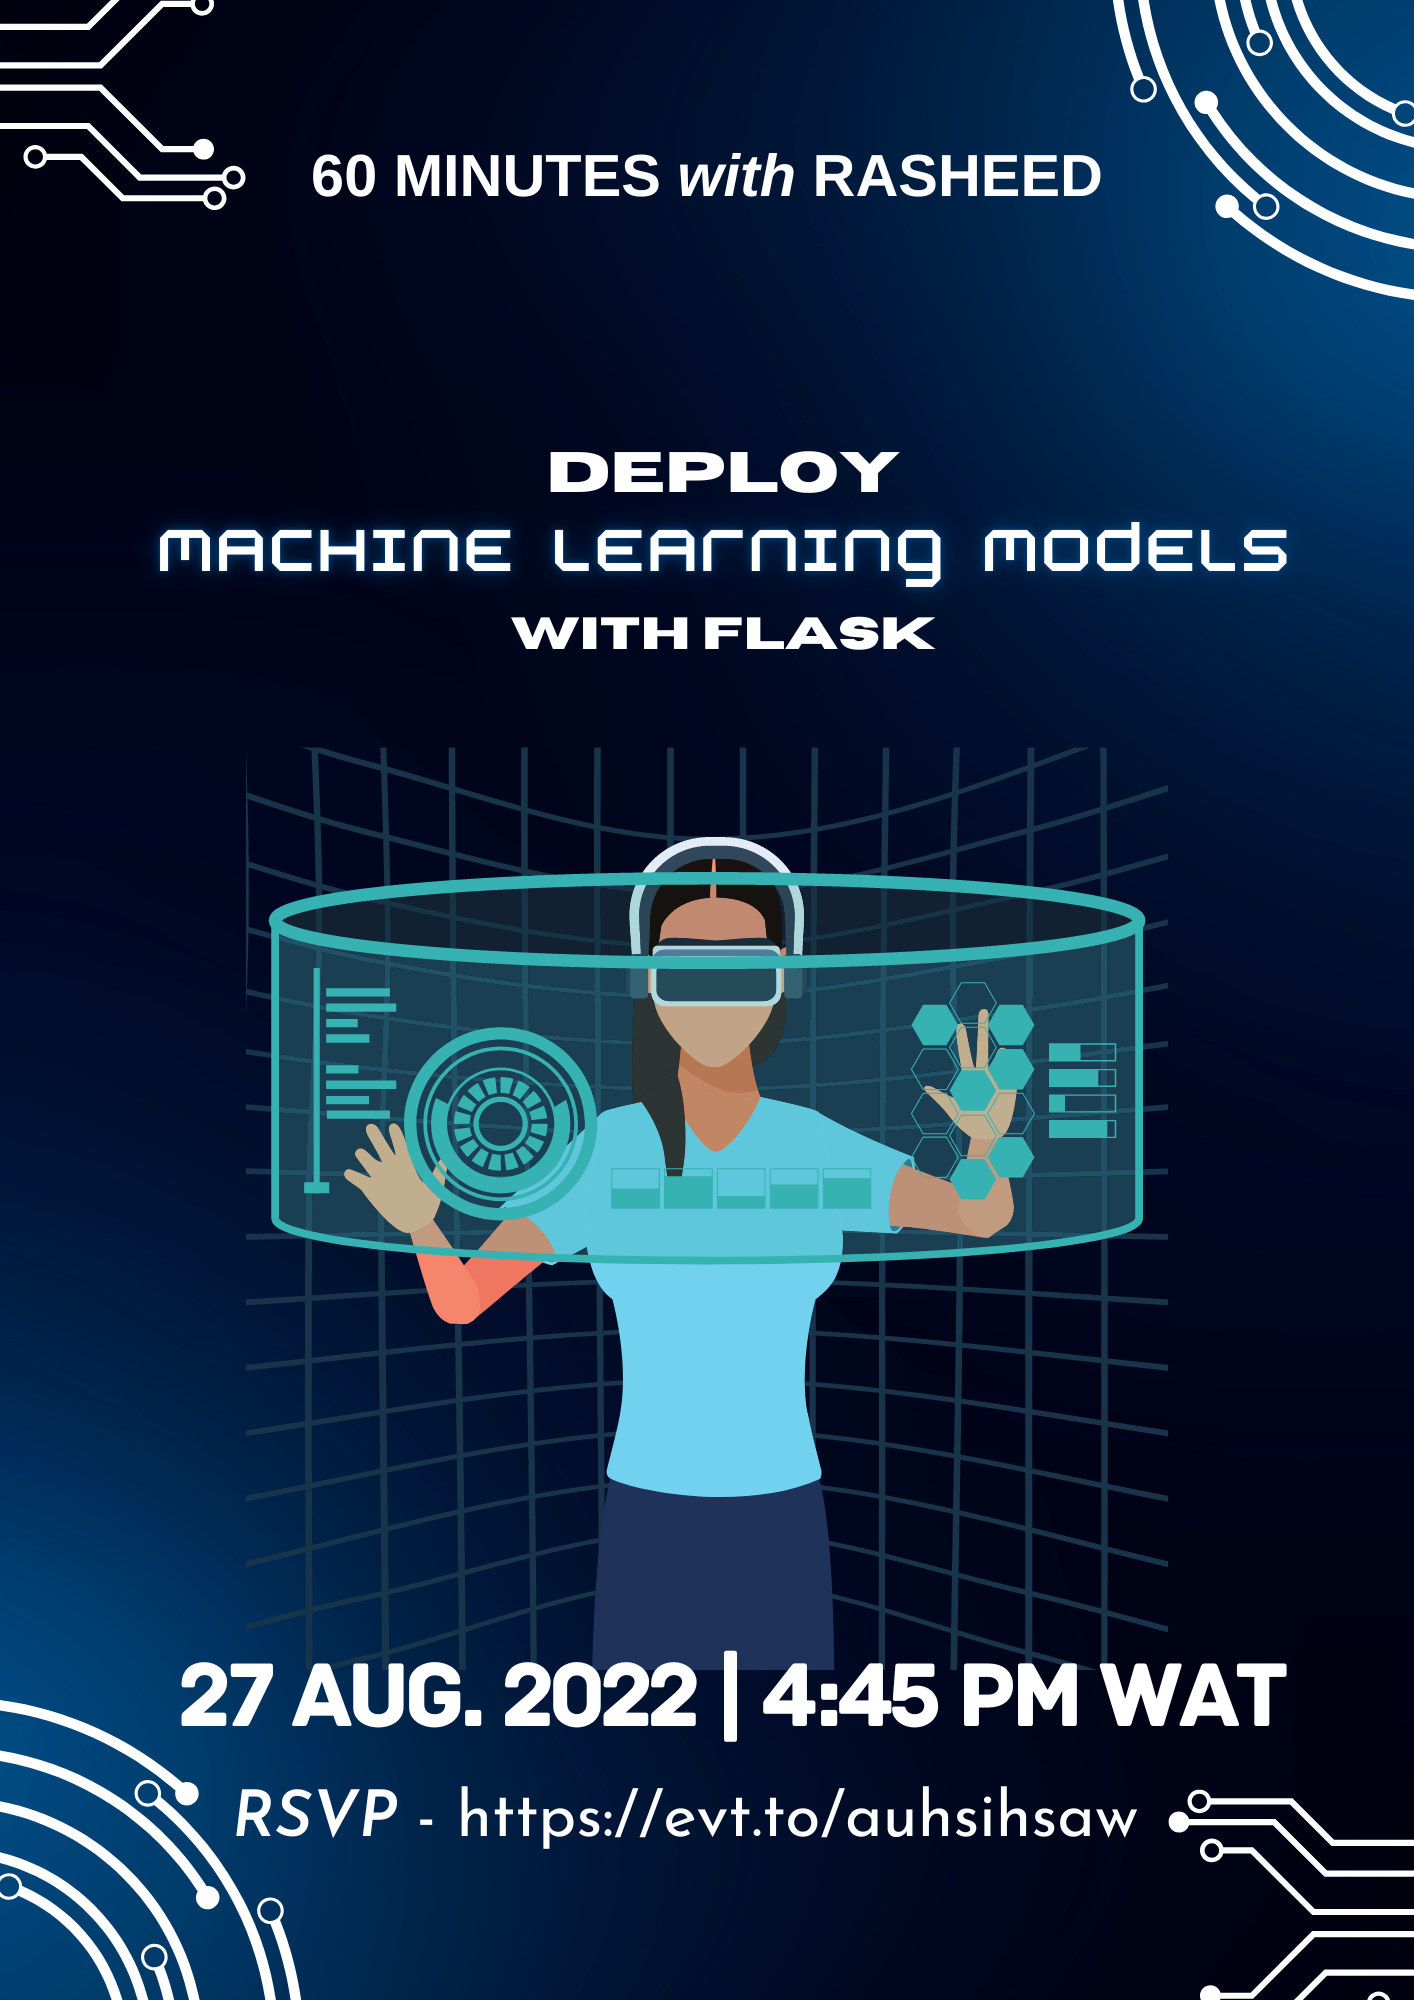 60 MINUTES with RASHEED
DEPLOY
MACHINE LEARNING MODELS
WITH FLASK
27 AUG. 2022 | 4:45 PM WAT
RSVP - https://evt.to/auhsihsaw